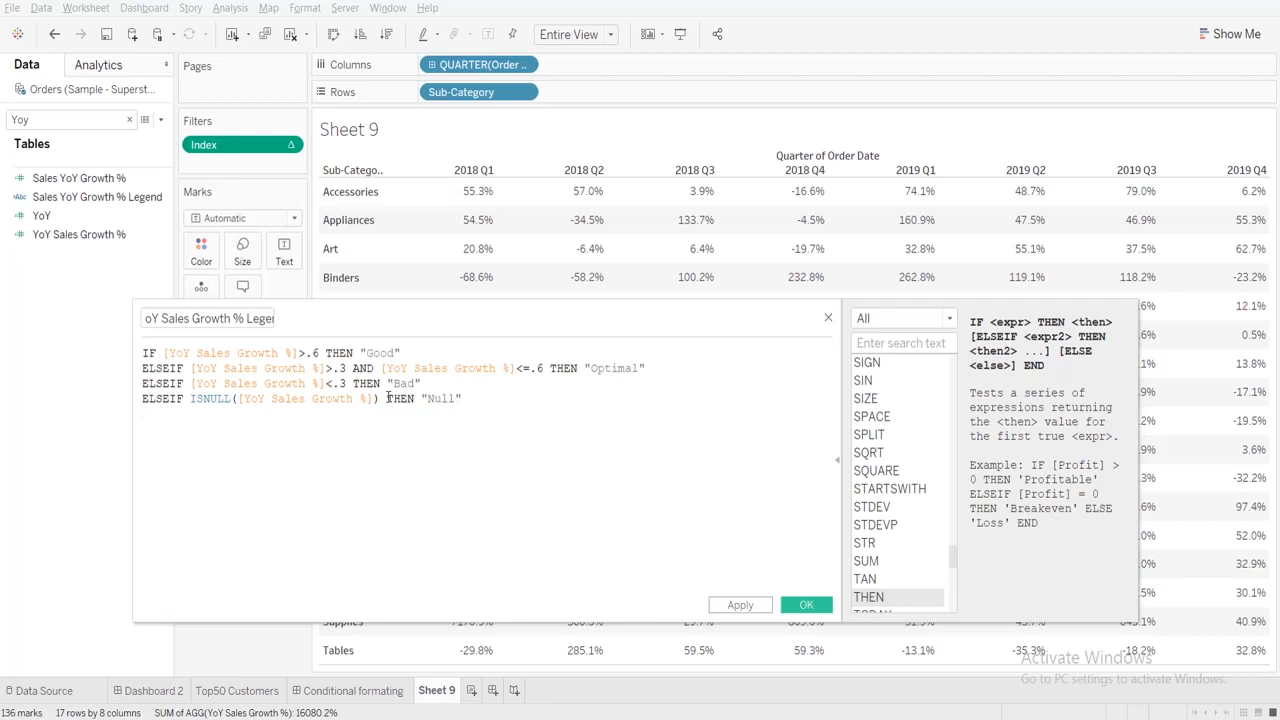 File Data Worksheet Dashboard Story Analysis Map Format Server Window Help
Entire View
Show Me
Data Analytics
Orders (Sample - Superst...
Yoy
Tables
Sales YoY Growth %
Sales YoY Growth % Legend
YoY
YoY Sales Growth %
Pages
Filters
Index
Marks
Automatic
Color Size Text
Columns QUARTER(Order ..
Rows Sub-Category
Sheet 9
Quarter of Order Date
Sub-Catego.. 2018 Q1 2018 Q2 2018 Q3 2018 Q4 2019 Q1 2019 Q2 2019 Q3 2019 Q4
Accessories 55.3% 57.0% 3.9% -16.6% 74.1% 48.7% 79.0% 6.2%
Appliances 54.5% -34.5% 133.7% -4.5% 160.9% 47.5% 46.9% 55.3%
Art 20.8% -6.4% 6.4% -19.7% 32.8% 55.1% 37.5% 62.7%
Binders -68.6% -58.2% 100.2% 232.8% 262.8% 119.1% 118.2% -23.2%
12.1%
0.5%
13.8%
-17.1%
-19.5%
3.6%
-32.2%
97.4%
52.0%
32.9%
30.1%
40.9%
Tables -29.8% 285.1% 59.5% 59.3% -13.1% -35.3% -18.2% 32.8%
oY Sales Growth % Leger
IF [YoY Sales Growth %]>.6 THEN "Good"
ELSEIF [YoY Sales Growth %]<.3 AND [YoY Sales Growth %]<=.6 THEN "Optimal"
ELSEIF [YoY Sales Growth %]<.3 THEN "Bad"
ELSEIF ISNULL([YoY Sales Growth %]) THEN "Null"
Apply OK
All
Enter search text
SIGN
SIN
SIZE
SPACE
SPLIT
SQRT
SQUARE
STARTSWITH
STDEV
STDEVP
STR
SUM
TAN
THEN
TODAY
IF <expr> THEN <then>
[ELSEIF <expr2> THEN
<then2> ...] [ELSE
<else>] END
Tests a series of
expressions returning
the <then> value for
the first true <expr>.
Example: IF [Profit] >
0 THEN 'Profitable'
ELSEIF [Profit] = 0
THEN 'Breakeven' ELSE
'Loss' END
Activate Windows
Go to PC settings to activate Windows.
Data Source Dashboard 2 Top50 Customers Conditional formating Sheet 9
136 marks 17 rows by 8 columns SUM of AGG(YoY Sales Growth %): 16080.2%